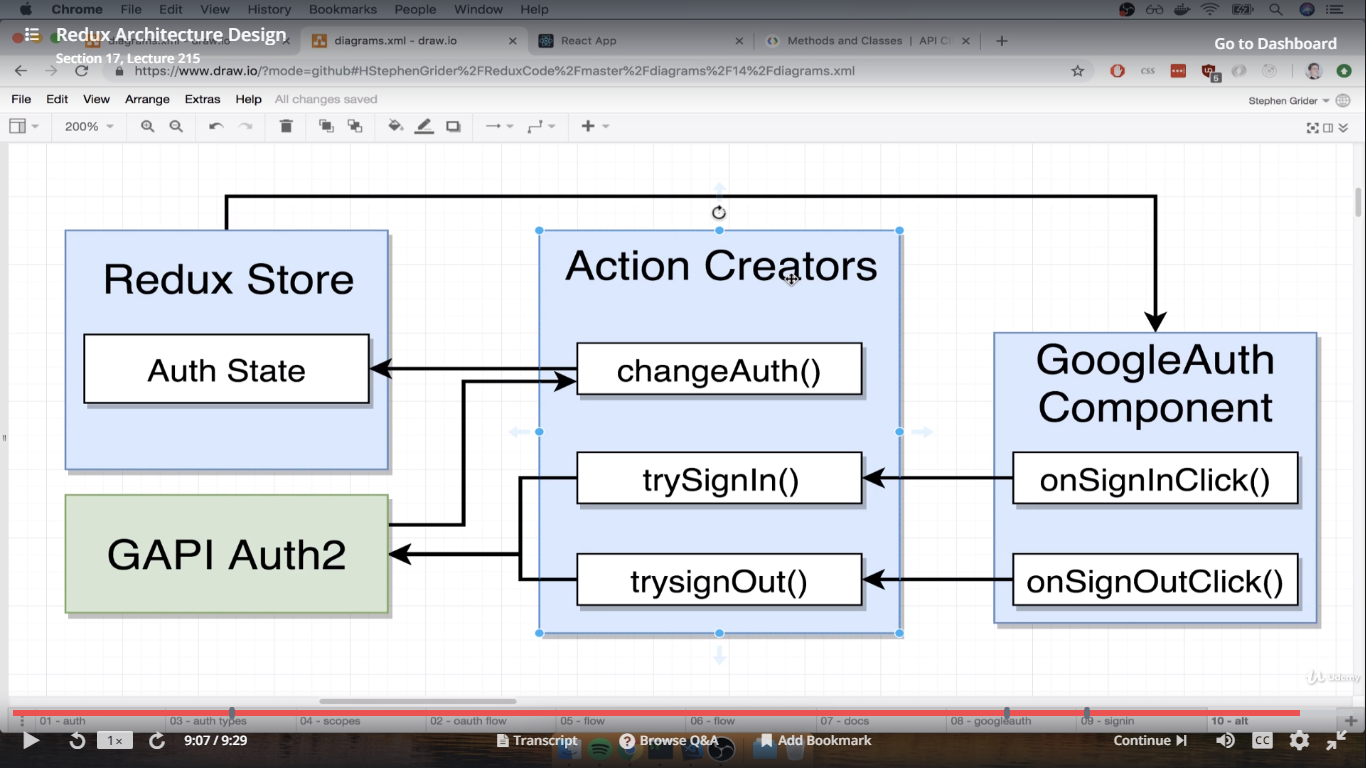 Chrome File Edit View History Bookmarks People Window Help
Redux Architecture Design
diagrams.xml - draw.io
React App
Methods and Classes | API C
Section 17, Lecture 215
Go to Dashboard
https://www.draw.io/?mode=github#HStephenGrider%2FReduxCode%2Fmaster%2Fdiagrams%2F14%2Fdiagrams.xml
CSS
5
File Edit View Arrange Extras Help All changes saved
Stephen Grider
200%
Redux Store
Auth State
GAPI Auth2
Action Creators
changeAuth()
trySignIn()
trysignOut()
GoogleAuth
Component
onSignInClick()
onSignOutClick()
Udemy
01 - auth
03 - auth types
04 - scopes
02 - oauth flow
05 - flow
06 - flow
07 - docs
08 - googleauth
09 - signin
10 - alt
1×
9:07 / 9:29
Transcript
Browse Q&A
Add Bookmark
Continue
CC